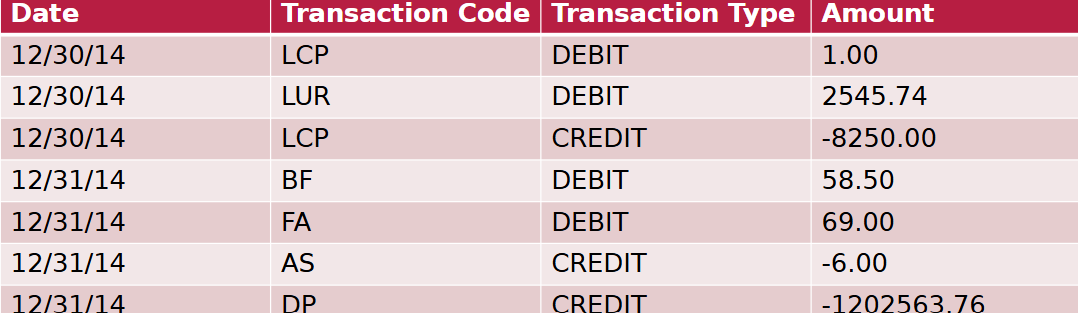 Date Transaction Code Transaction Type Amount
12/30/14 LCP DEBIT 1.00
12/30/14 LUR DEBIT 2545.74
12/30/14 LCP CREDIT -8250.00
12/31/14 BF DEBIT 58.50
12/31/14 FA DEBIT 69.00
12/31/14 AS CREDIT -6.00
12/31/14 DP CREDIT -1202563.76